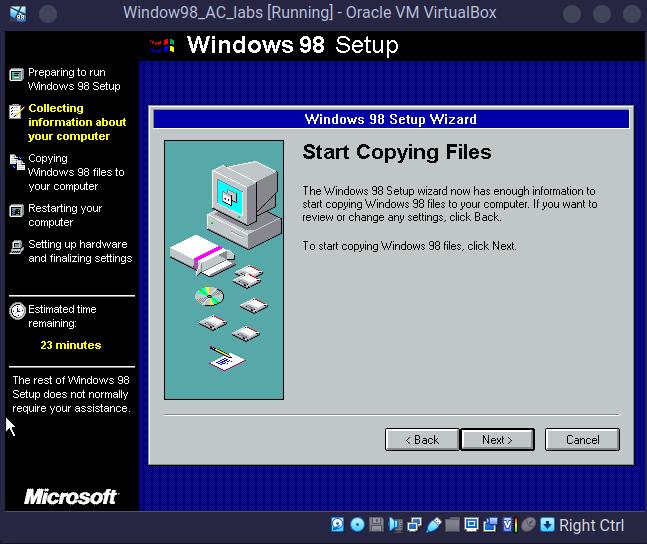 Window98_AC_labs [Running] - Oracle VM VirtualBox
Windows 98 Setup
Preparing to run
Windows 98 Setup
Collecting
information about
your computer
Copying
Windows 98 files to
your computer
Restarting your
computer
Setting up hardware
and finalizing settings
Estimated time
remaining:
23 minutes
The rest of Windows 98
Setup does not normally
require your assistance.
Microsoft
Windows 98 Setup Wizard
Start Copying Files
The Windows 98 Setup wizard now has enough information to
start copying Windows 98 files to your computer. If you want to
review or change any settings, click Back.
To start copying Windows 98 files, click Next.
< Back
Next >
Cancel
Right Ctrl